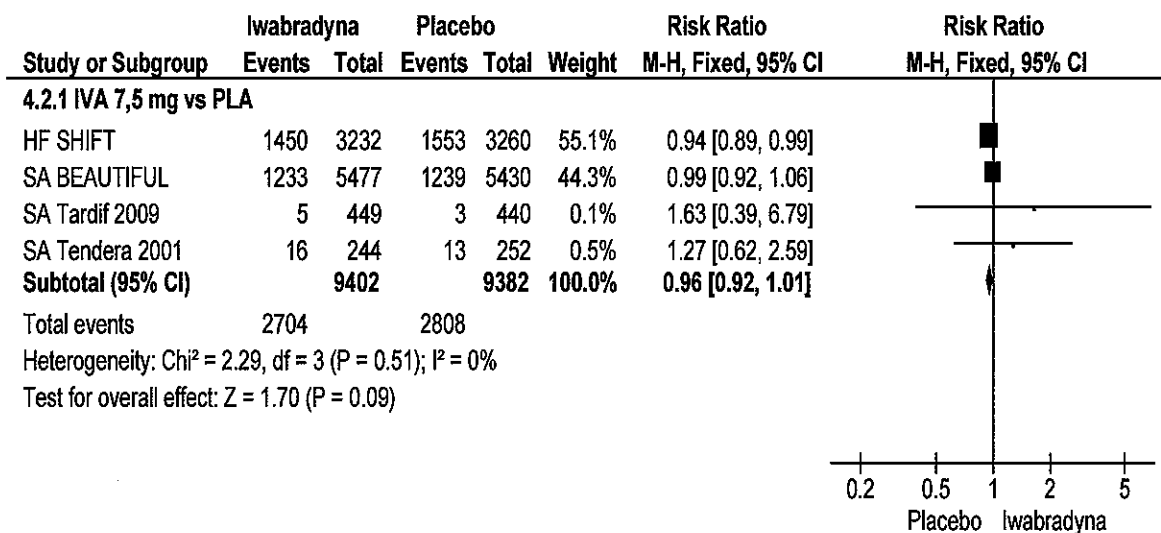 Iwabradyna Placebo Risk Ratio Risk Ratio
Study or Subgroup Events Total Events Total Weight M-H, Fixed, 95% CI M-H, Fixed, 95% CI
4.2.1 IVA 7,5 mg vs PLA
HF SHIFT 1450 3232 1553 3260 55.1% 0.94 [0.89, 0.99]
SA BEAUTIFUL 1233 5477 1239 5430 44.3% 0.99 [0.92, 1.06]
SA Tardif 2009 5 449 3 440 0.1% 1.63 [0.39, 6.79]
SA Tendera 2001 16 244 13 252 0.5% 1.27 [0.62, 2.59]
Subtotal (95% CI) 9402 9382 100.0% 0.96 [0.92, 1.01]
Total events 2704 2808
Heterogeneity: Chi² = 2.29, df = 3 (P = 0.51); I² = 0%
Test for overall effect: Z = 1.70 (P = 0.09)
0.2 0.5 1 2 5
Placebo Iwabradyna